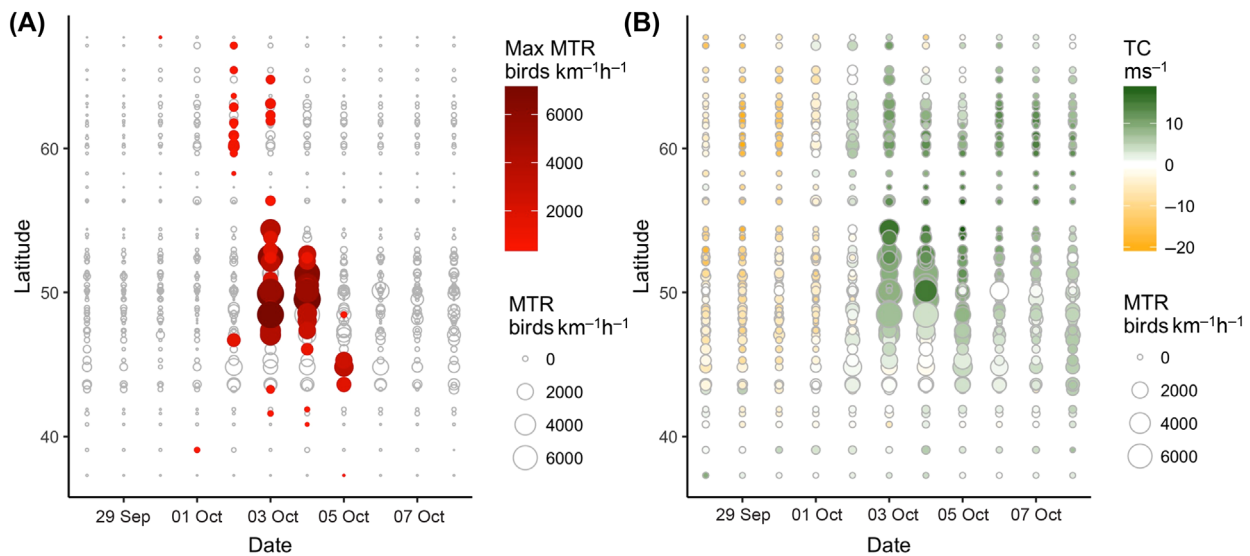 (A)
Latitude
60
50
40
29 Sep 01 Oct 03 Oct 05 Oct 07 Oct
Date
Max MTR
birds km⁻¹h⁻¹
6000
4000
2000
MTR
birds km⁻¹h⁻¹
0
2000
4000
6000
(B)
Latitude
60
50
40
29 Sep 01 Oct 03 Oct 05 Oct 07 Oct
Date
TC
ms⁻¹
10
0
−10
−20
MTR
birds km⁻¹h⁻¹
0
2000
4000
6000